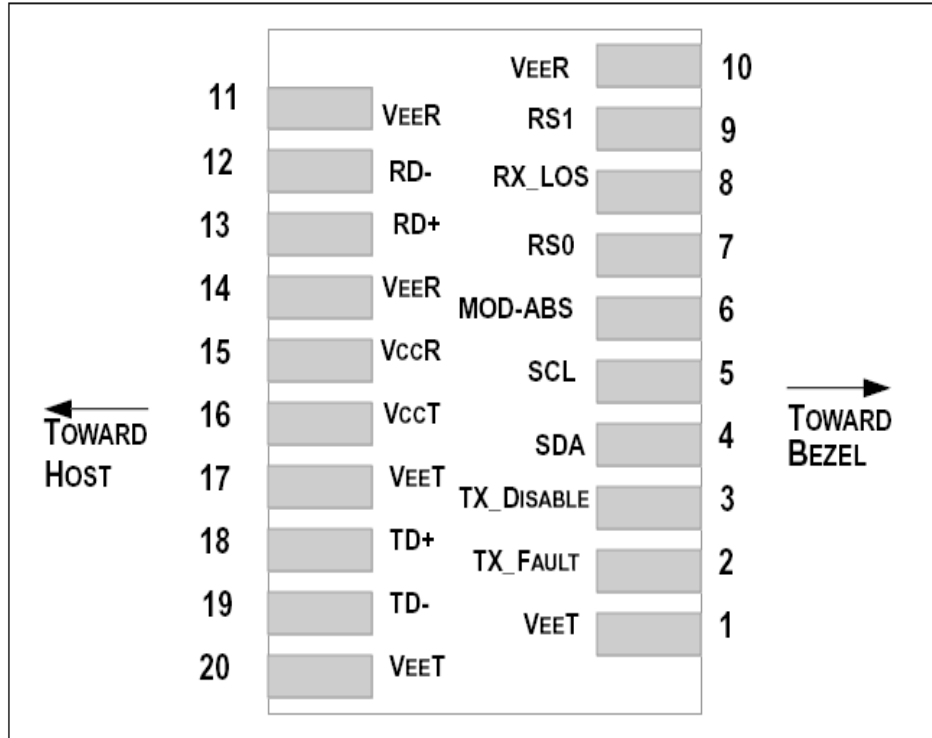 11 VEER
12 RD-
13 RD+
14 VEER
15 VCCR
16 VCCT
17 VEET
18 TD+
19 TD-
20 VEET
VEER 10
RS1 9
RX_LOS 8
RS0 7
MOD-ABS 6
SCL 5
SDA 4
TX_DISABLE 3
TX_FAULT 2
VEET 1
TOWARD
HOST
TOWARD
BEZEL